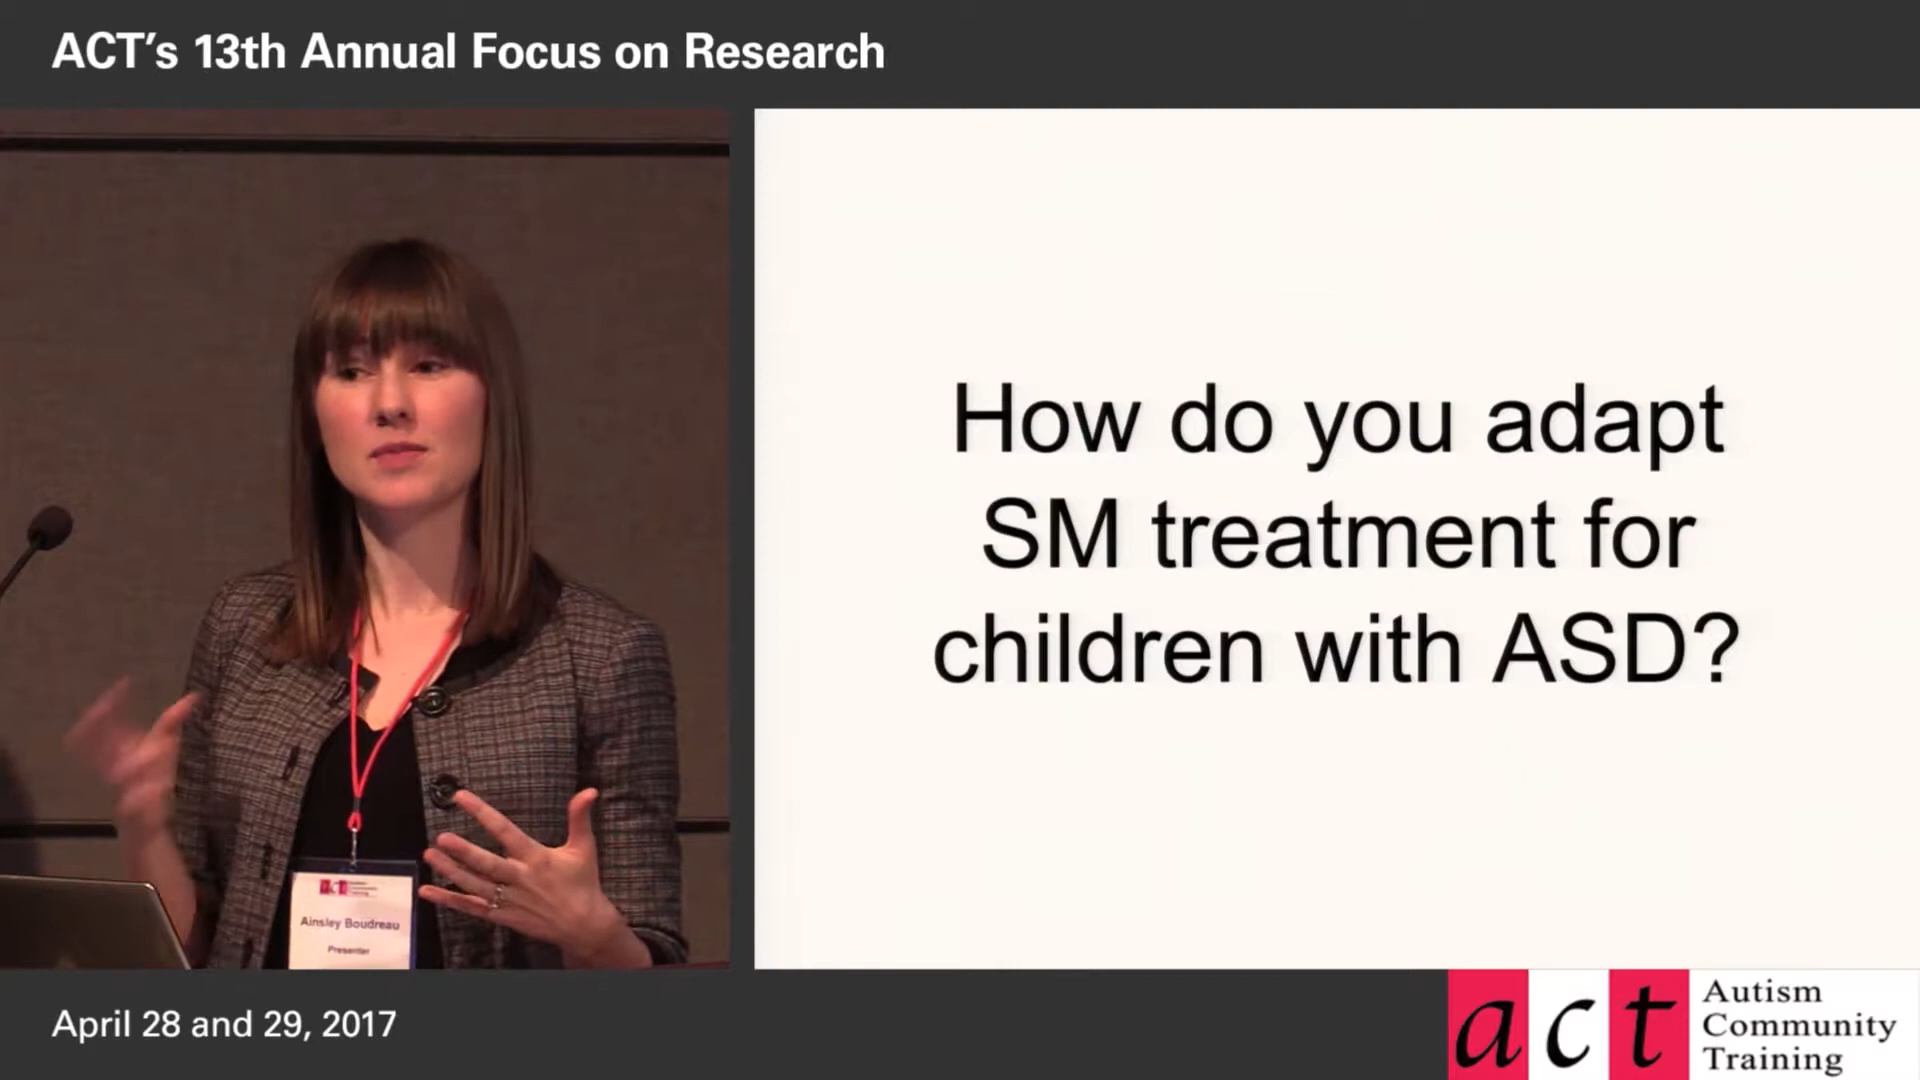 ACT's 13th Annual Focus on Research
How do you adapt
SM treatment for
children with ASD?
act
Ainsley Boudreau
Presenter
April 28 and 29, 2017
act
Autism
Community
Training